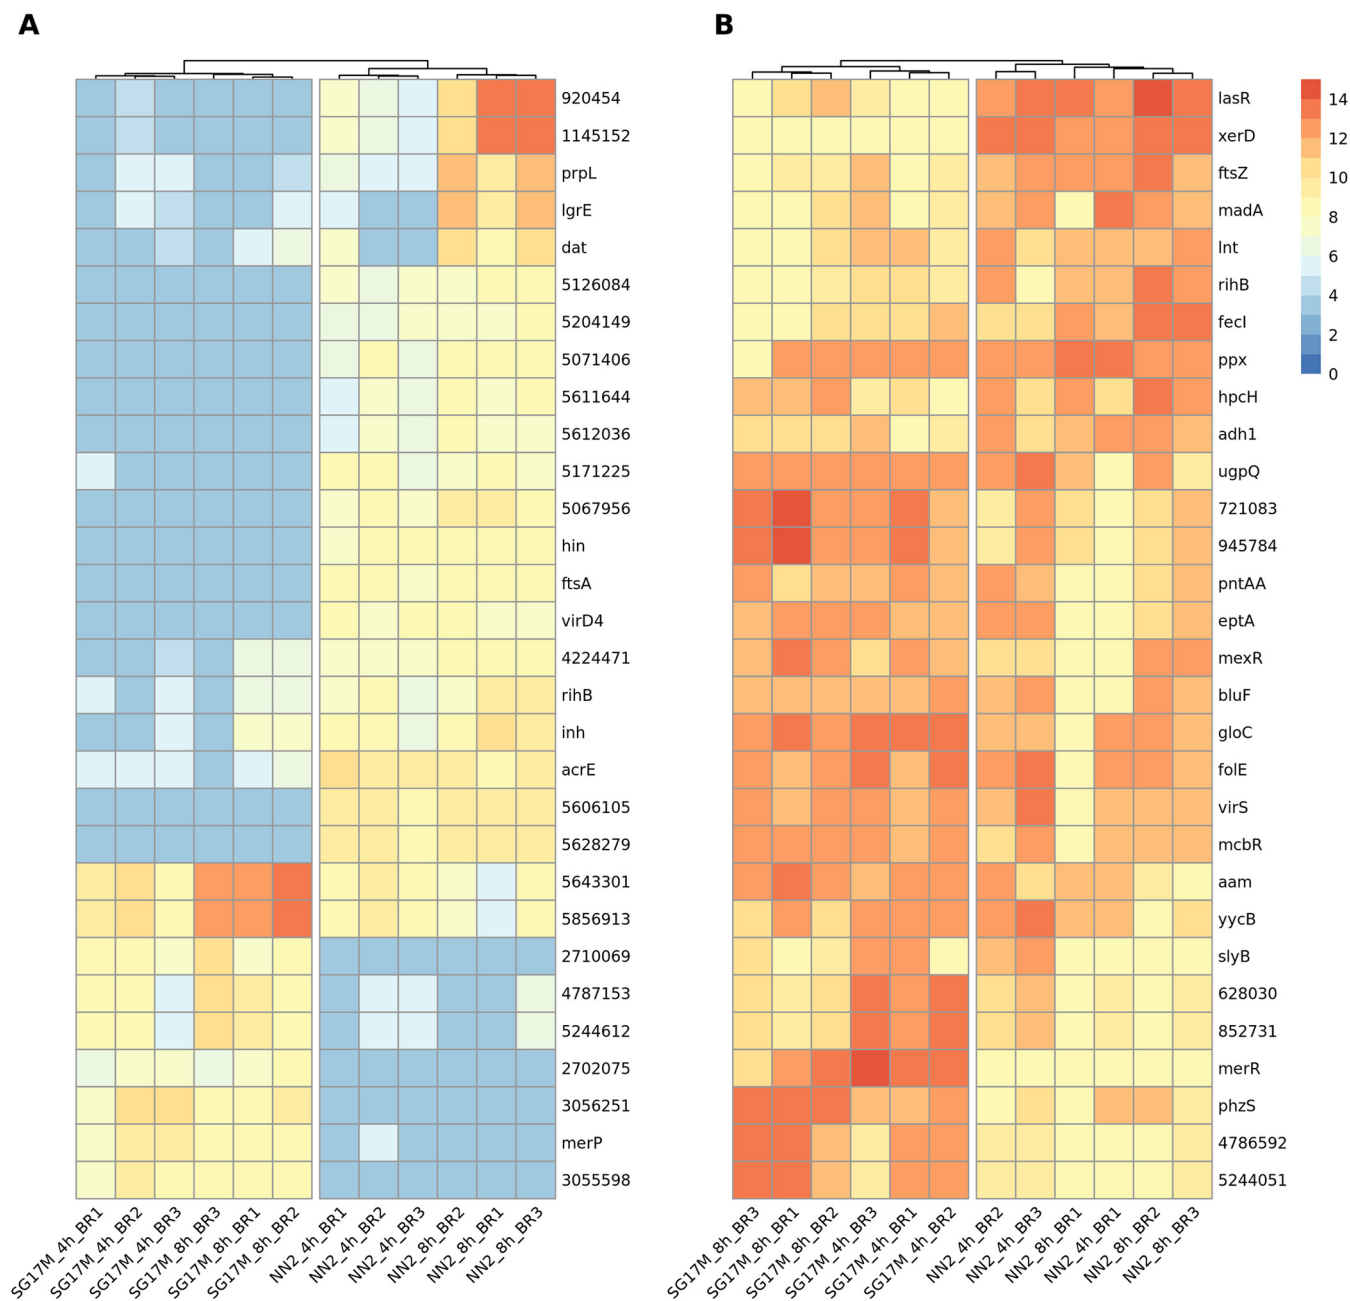 A
B
920454
1145152
prpL
lgrE
dat
5126084
5204149
5071406
5611644
5612036
5171225
5067956
hin
ftsA
virD4
4224471
rihB
inh
acrE
5606105
5628279
5643301
5856913
2710069
4787153
5244612
2702075
3056251
merP
3055598
SG17M_4h_BR1
SG17M_4h_BR2
SG17M_4h_BR3
SG17M_8h_BR3
SG17M_8h_BR1
SG17M_8h_BR2
NN2_4h_BR1
NN2_4h_BR2
NN2_4h_BR3
NN2_8h_BR2
NN2_8h_BR1
NN2_8h_BR3
lasR
xerD
ftsZ
madA
lnt
rihB
fecI
ppx
hpcH
adh1
ugpQ
721083
945784
pntAA
eptA
mexR
bluF
gloC
folE
virS
mcbR
aam
yycB
slyB
628030
852731
merR
phzS
4786592
5244051
SG17M_8h_BR3
SG17M_8h_BR1
SG17M_8h_BR2
SG17M_4h_BR3
SG17M_4h_BR1
SG17M_4h_BR2
NN2_4h_BR2
NN2_4h_BR3
NN2_8h_BR1
NN2_4h_BR1
NN2_8h_BR2
NN2_8h_BR3
14
12
10
8
6
4
2
0